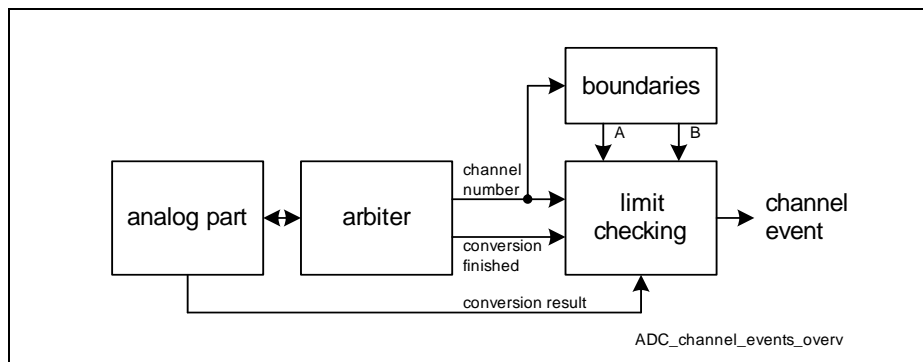 boundaries
A
B
channel
number
analog part
arbiter
limit
checking
channel
event
conversion
finished
conversion result
ADC_channel_events_overv